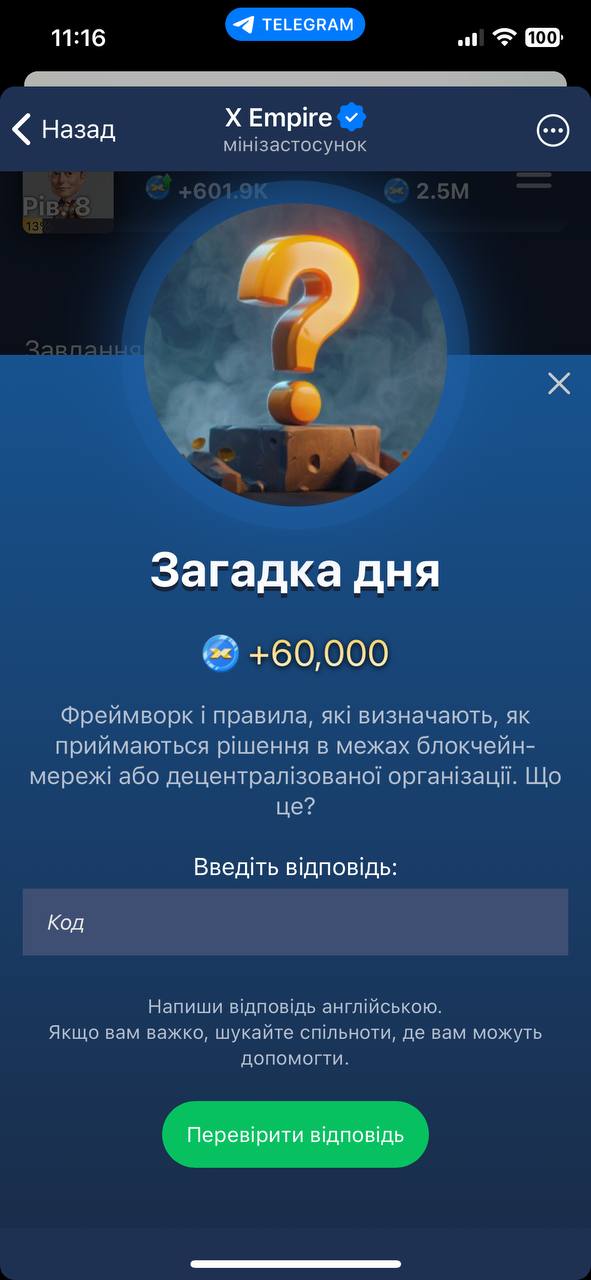 11:16
TELEGRAM
100
Назад
X Empire
мінізастосунок
Рів. 8
+601.9K
2.5M
Завдання
Загадка дня
+60,000
Фреймворк і правила, які визначають, як
приймаються рішення в межах блокчейн-
мережі або децентралізованої організації. Що
це?
Введіть відповідь:
Код
Напиши відповідь англійською.
Якщо вам важко, шукайте спільноти, де вам можуть
допомогти.
Перевірити відповідь